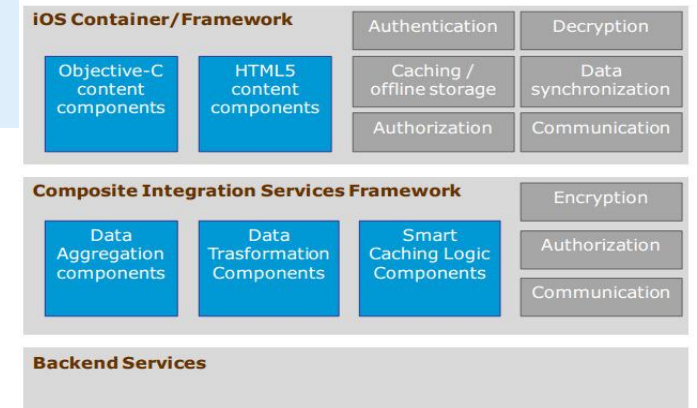 iOS Container/Framework
Authentication
Decryption
Objective-C
content
components
HTML5
content
components
Caching /
offline storage
Data
synchronization
Authorization
Communication
Composite Integration Services Framework
Encryption
Data
Aggregation
components
Data
Trasformation
Components
Smart
Caching Logic
Components
Authorization
Communication
Backend Services